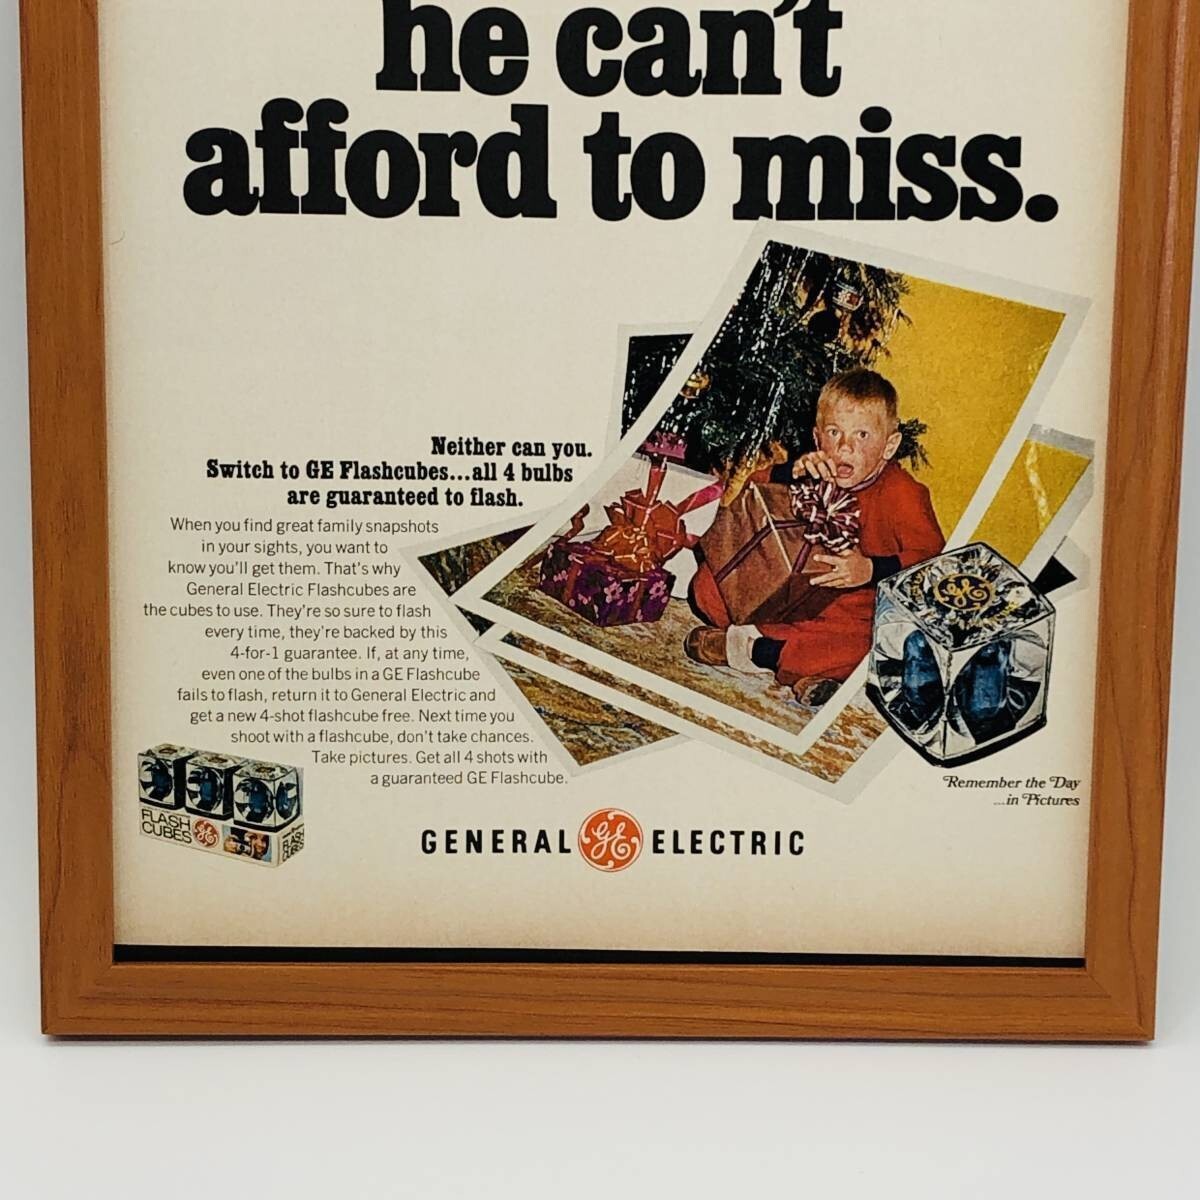 he can't
afford to miss.
Neither can you.
Switch to GE Flashcubes...all 4 bulbs
are guaranteed to flash.
When you find great family snapshots
in your sights, you want to
know you'll get them. That's why
General Electric Flashcubes are
the cubes to use. They're so sure to flash
every time, they're backed by this
4-for-1 guarantee. If, at any time,
even one of the bulbs in a GE Flashcube
fails to flash, return it to General Electric and
get a new 4-shot flashcube free. Next time you
shoot with a flashcube, don't take chances.
Take pictures. Get all 4 shots with
a guaranteed GE Flashcube.
GE
Remember the Day
...in Pictures
FLASH
CUBES
GE
FLASH
CUBES
GENERAL GE ELECTRIC